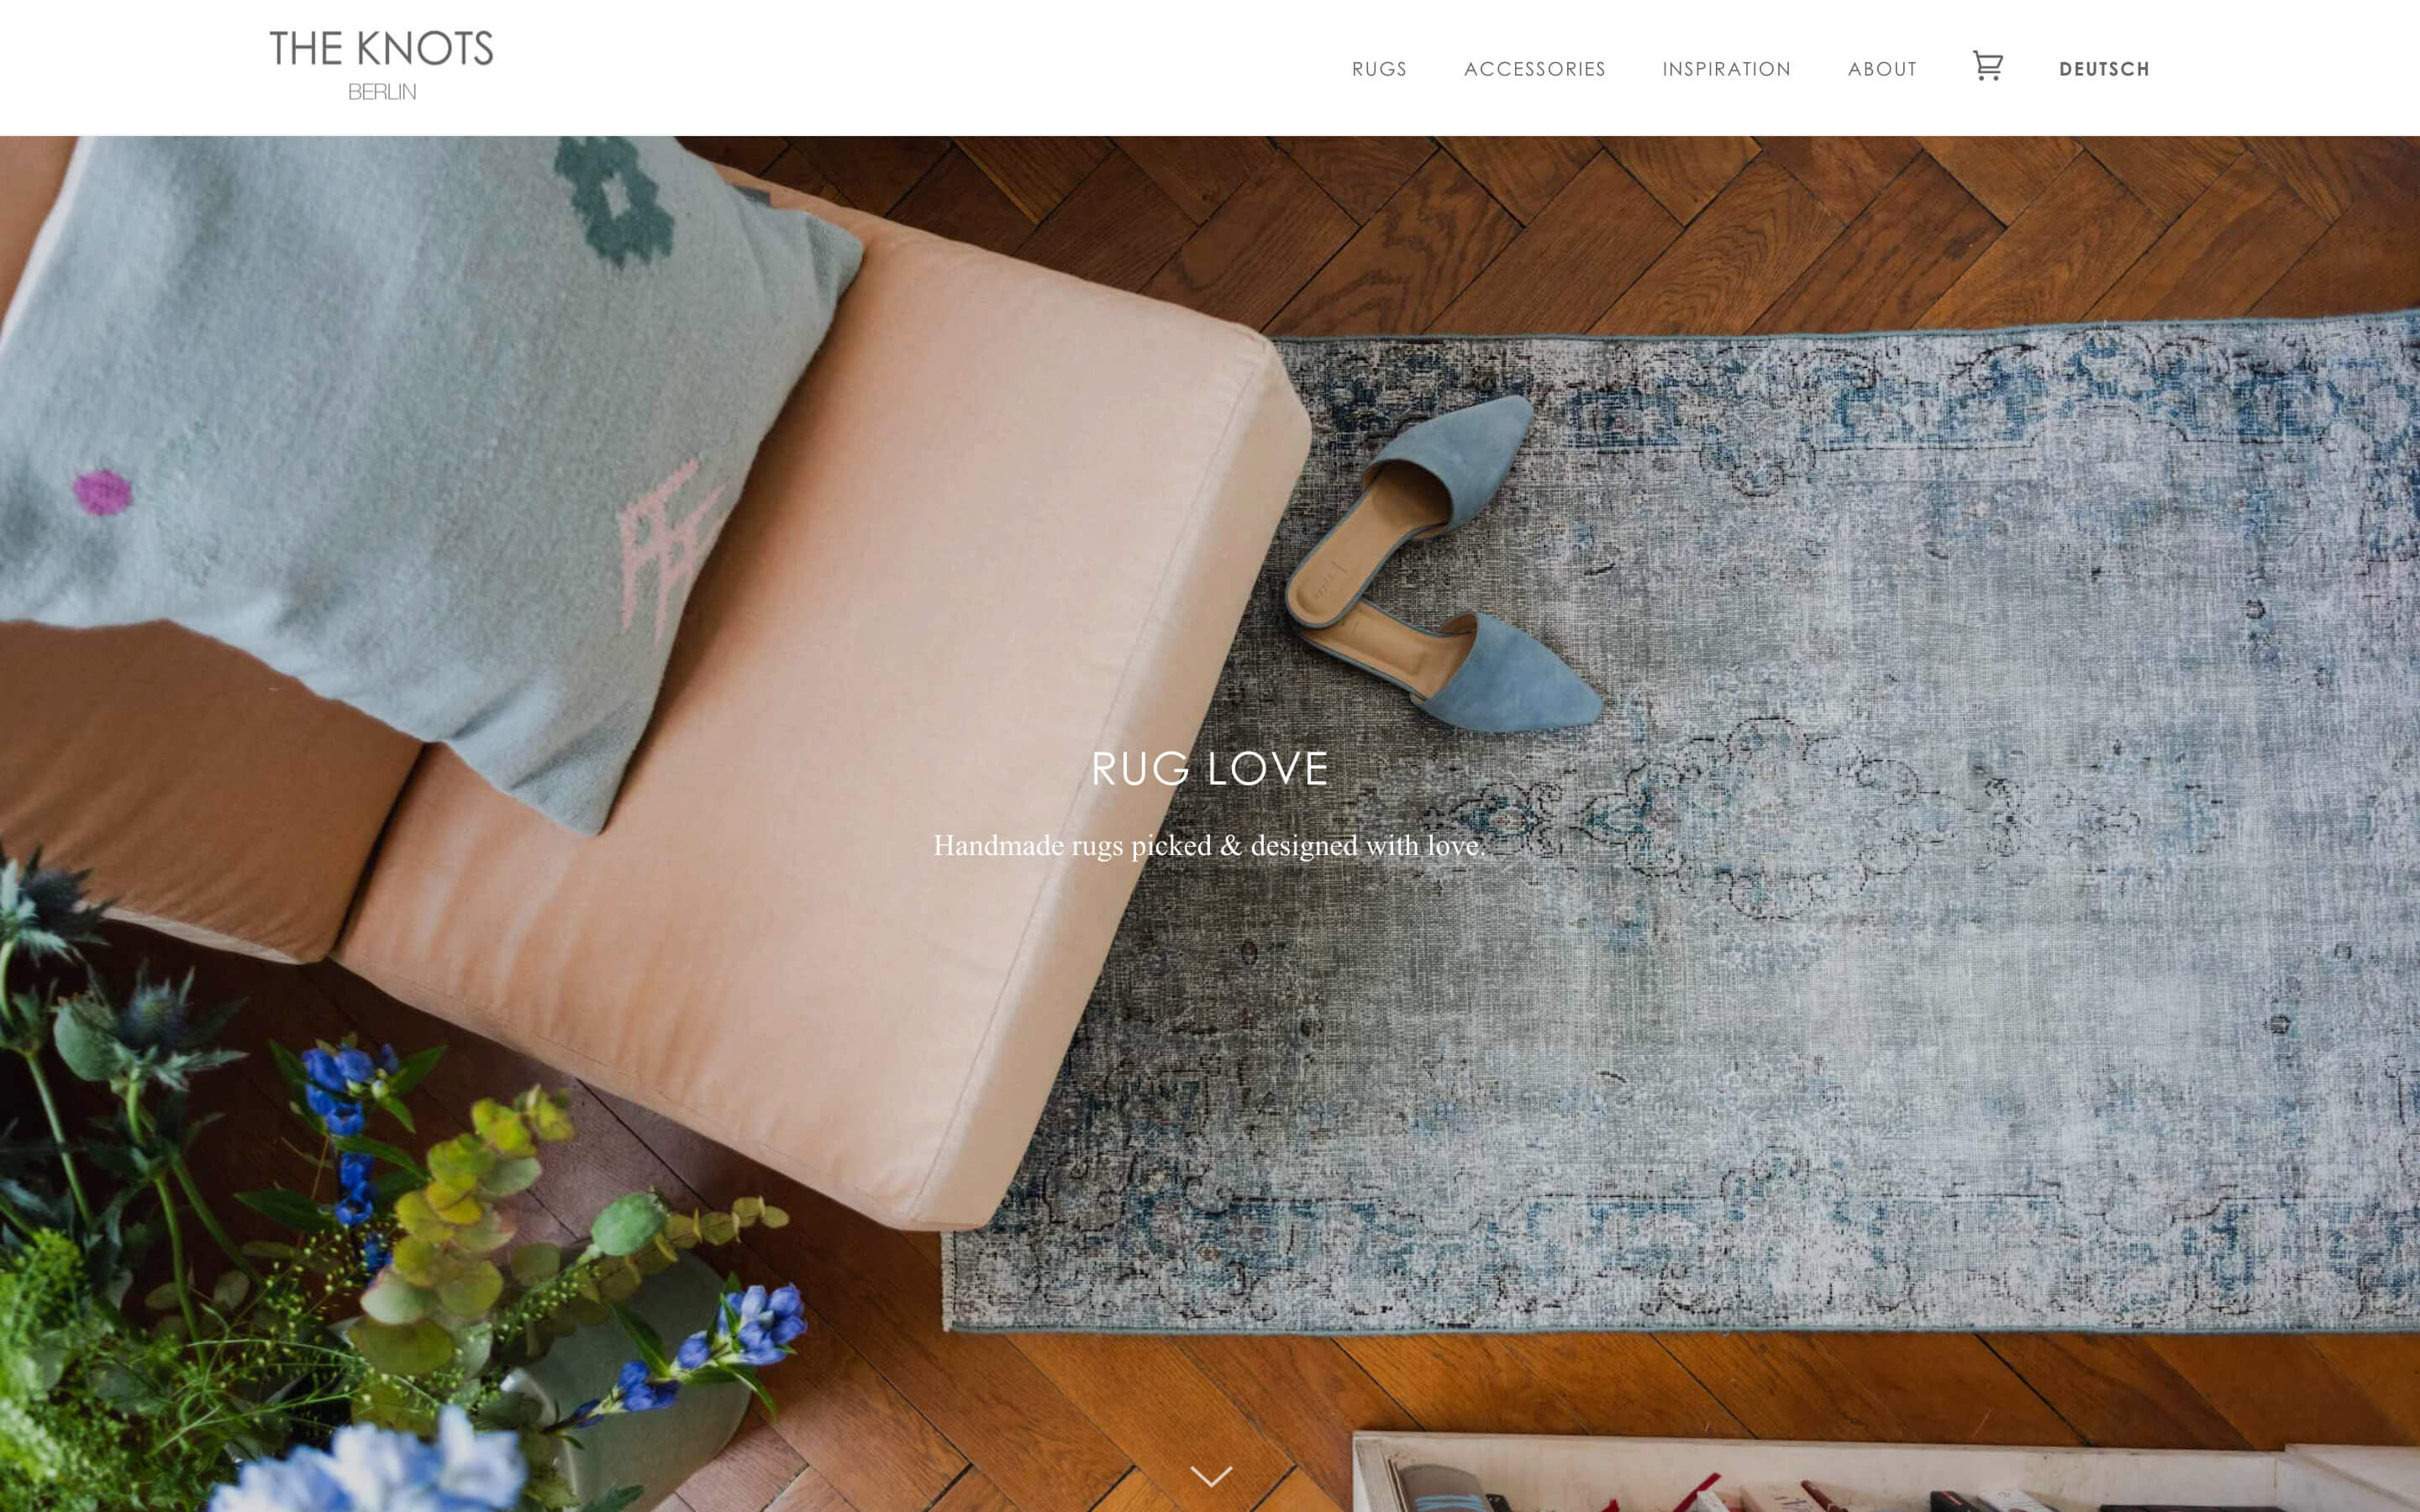 THE KNOTS
BERLIN
RUGS ACCESSORIES INSPIRATION ABOUT DEUTSCH
RUG LOVE
Handmade rugs picked & designed with love.